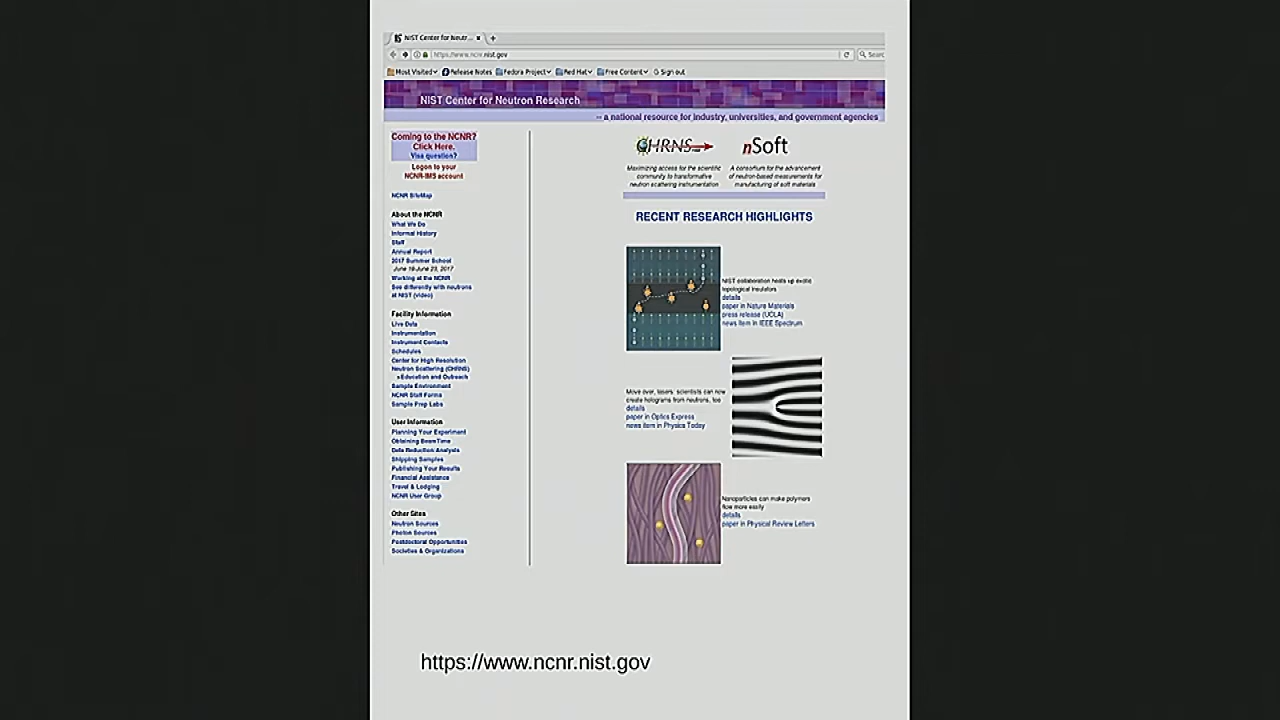 NIST Center for Neutr...
https://www.ncnr.nist.gov
Searc
Most Visited
Release Notes
Fedora Project
Red Hat
Free Content
Sign out
NIST Center for Neutron Research
-- a national resource for industry, universities, and government agencies
Coming to the NCNR?
Click Here.
Visa question?
Logon to your
NCNR-IMS account
NCNR SiteMap
About the NCNR
What We Do
Informal History
Staff
Annual Report
2017 Summer School
June 19-June 23, 2017
Working at the NCNR
See differently with neutrons
at NIST (video)
Facility Information
Live Data
Instrumentation
Instrument Contacts
Schedules
Center for High Resolution
Neutron Scattering (CHRNS)
Education and Outreach
Sample Environment
NCNR Staff Forms
Sample Prep Labs
User Information
Planning Your Experiment
Obtaining BeamTime
Data Reduction Analysis
Shipping Samples
Publishing Your Results
Financial Assistance
Travel & Lodging
NCNR User Group
Other Sites
Neutron Sources
Photon Sources
Postdoctoral Opportunities
Societies & Organizations
CHRNS
Maximizing access for the scientific
community to transformative
neutron scattering instrumentation
nSoft
A consortium for the advancement
of neutron-based measurements for
manufacturing of soft materials
RECENT RESEARCH HIGHLIGHTS
NIST collaboration heats up exotic
topological insulators
details
paper in Nature Materials
press release (UCLA)
news item in IEEE Spectrum
Move over, lasers: scientists can now
create holograms from neutrons, too
details
paper in Optics Express
news item in Physics Today
Nanoparticles can make polymers
flow more easily
details
paper in Physical Review Letters
https://www.ncnr.nist.gov